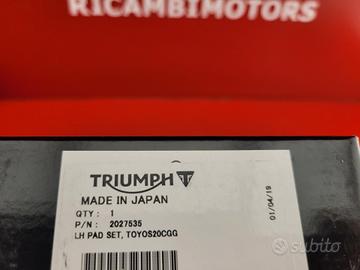 RICAMBIMOTORS
TRIUMPH
MADE IN JAPAN
QTY : 1
P/N : 2027535
LH PAD SET, TOYOS20CGG
01/04/19
subito